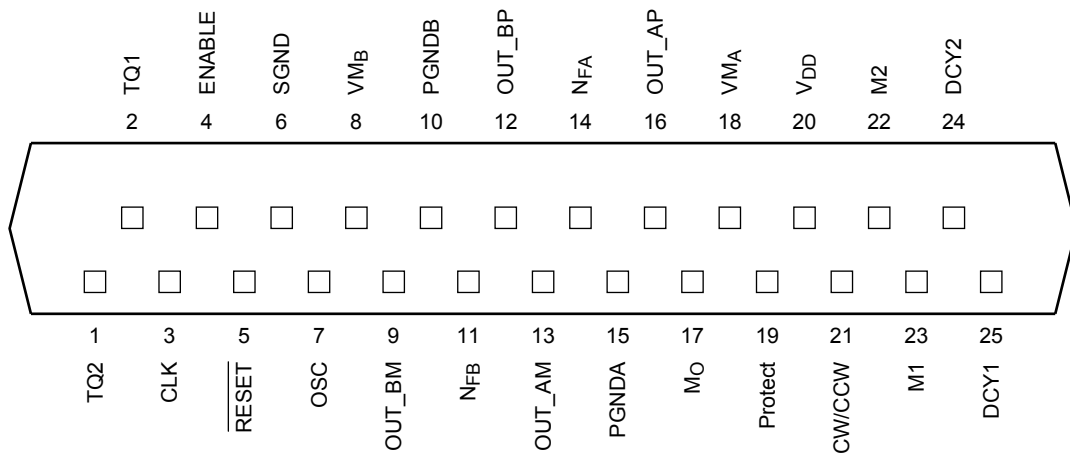 TQ1 ENABLE SGND VMB PGNDB OUT_BP NFA OUT_AP VMA VDD M2 DCY2
2 4 6 8 10 12 14 16 18 20 22 24
1 3 5 7 9 11 13 15 17 19 21 23 25
TQ2 CLK RESET OSC OUT_BM NFB OUT_AM PGNDA MO Protect CW/CCW M1 DCY1